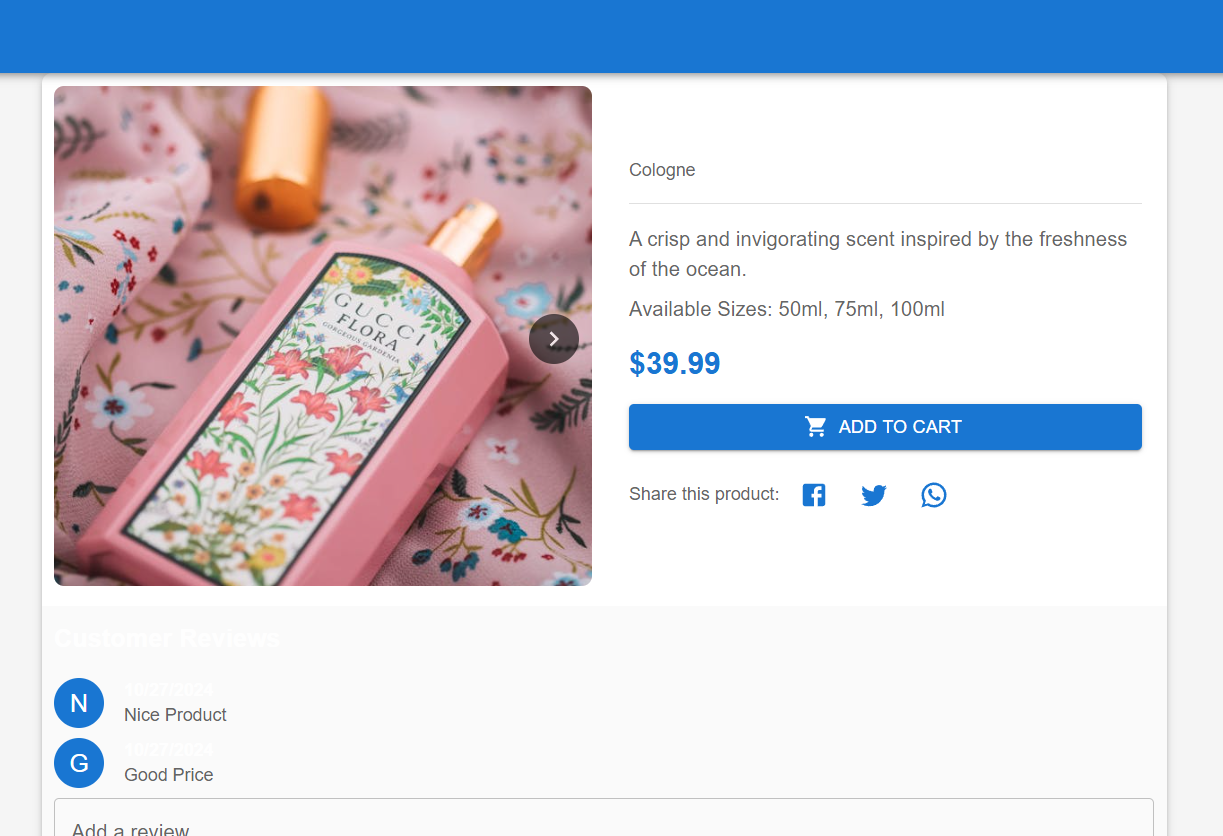 GUCCI
FLORA
GORGEOUS GARDENIA
Cologne
A crisp and invigorating scent inspired by the freshness
of the ocean.
Available Sizes: 50ml, 75ml, 100ml
$39.99
ADD TO CART
Share this product:
Customer Reviews
N
10/27/2024
Nice Product
G
10/27/2024
Good Price
Add a review